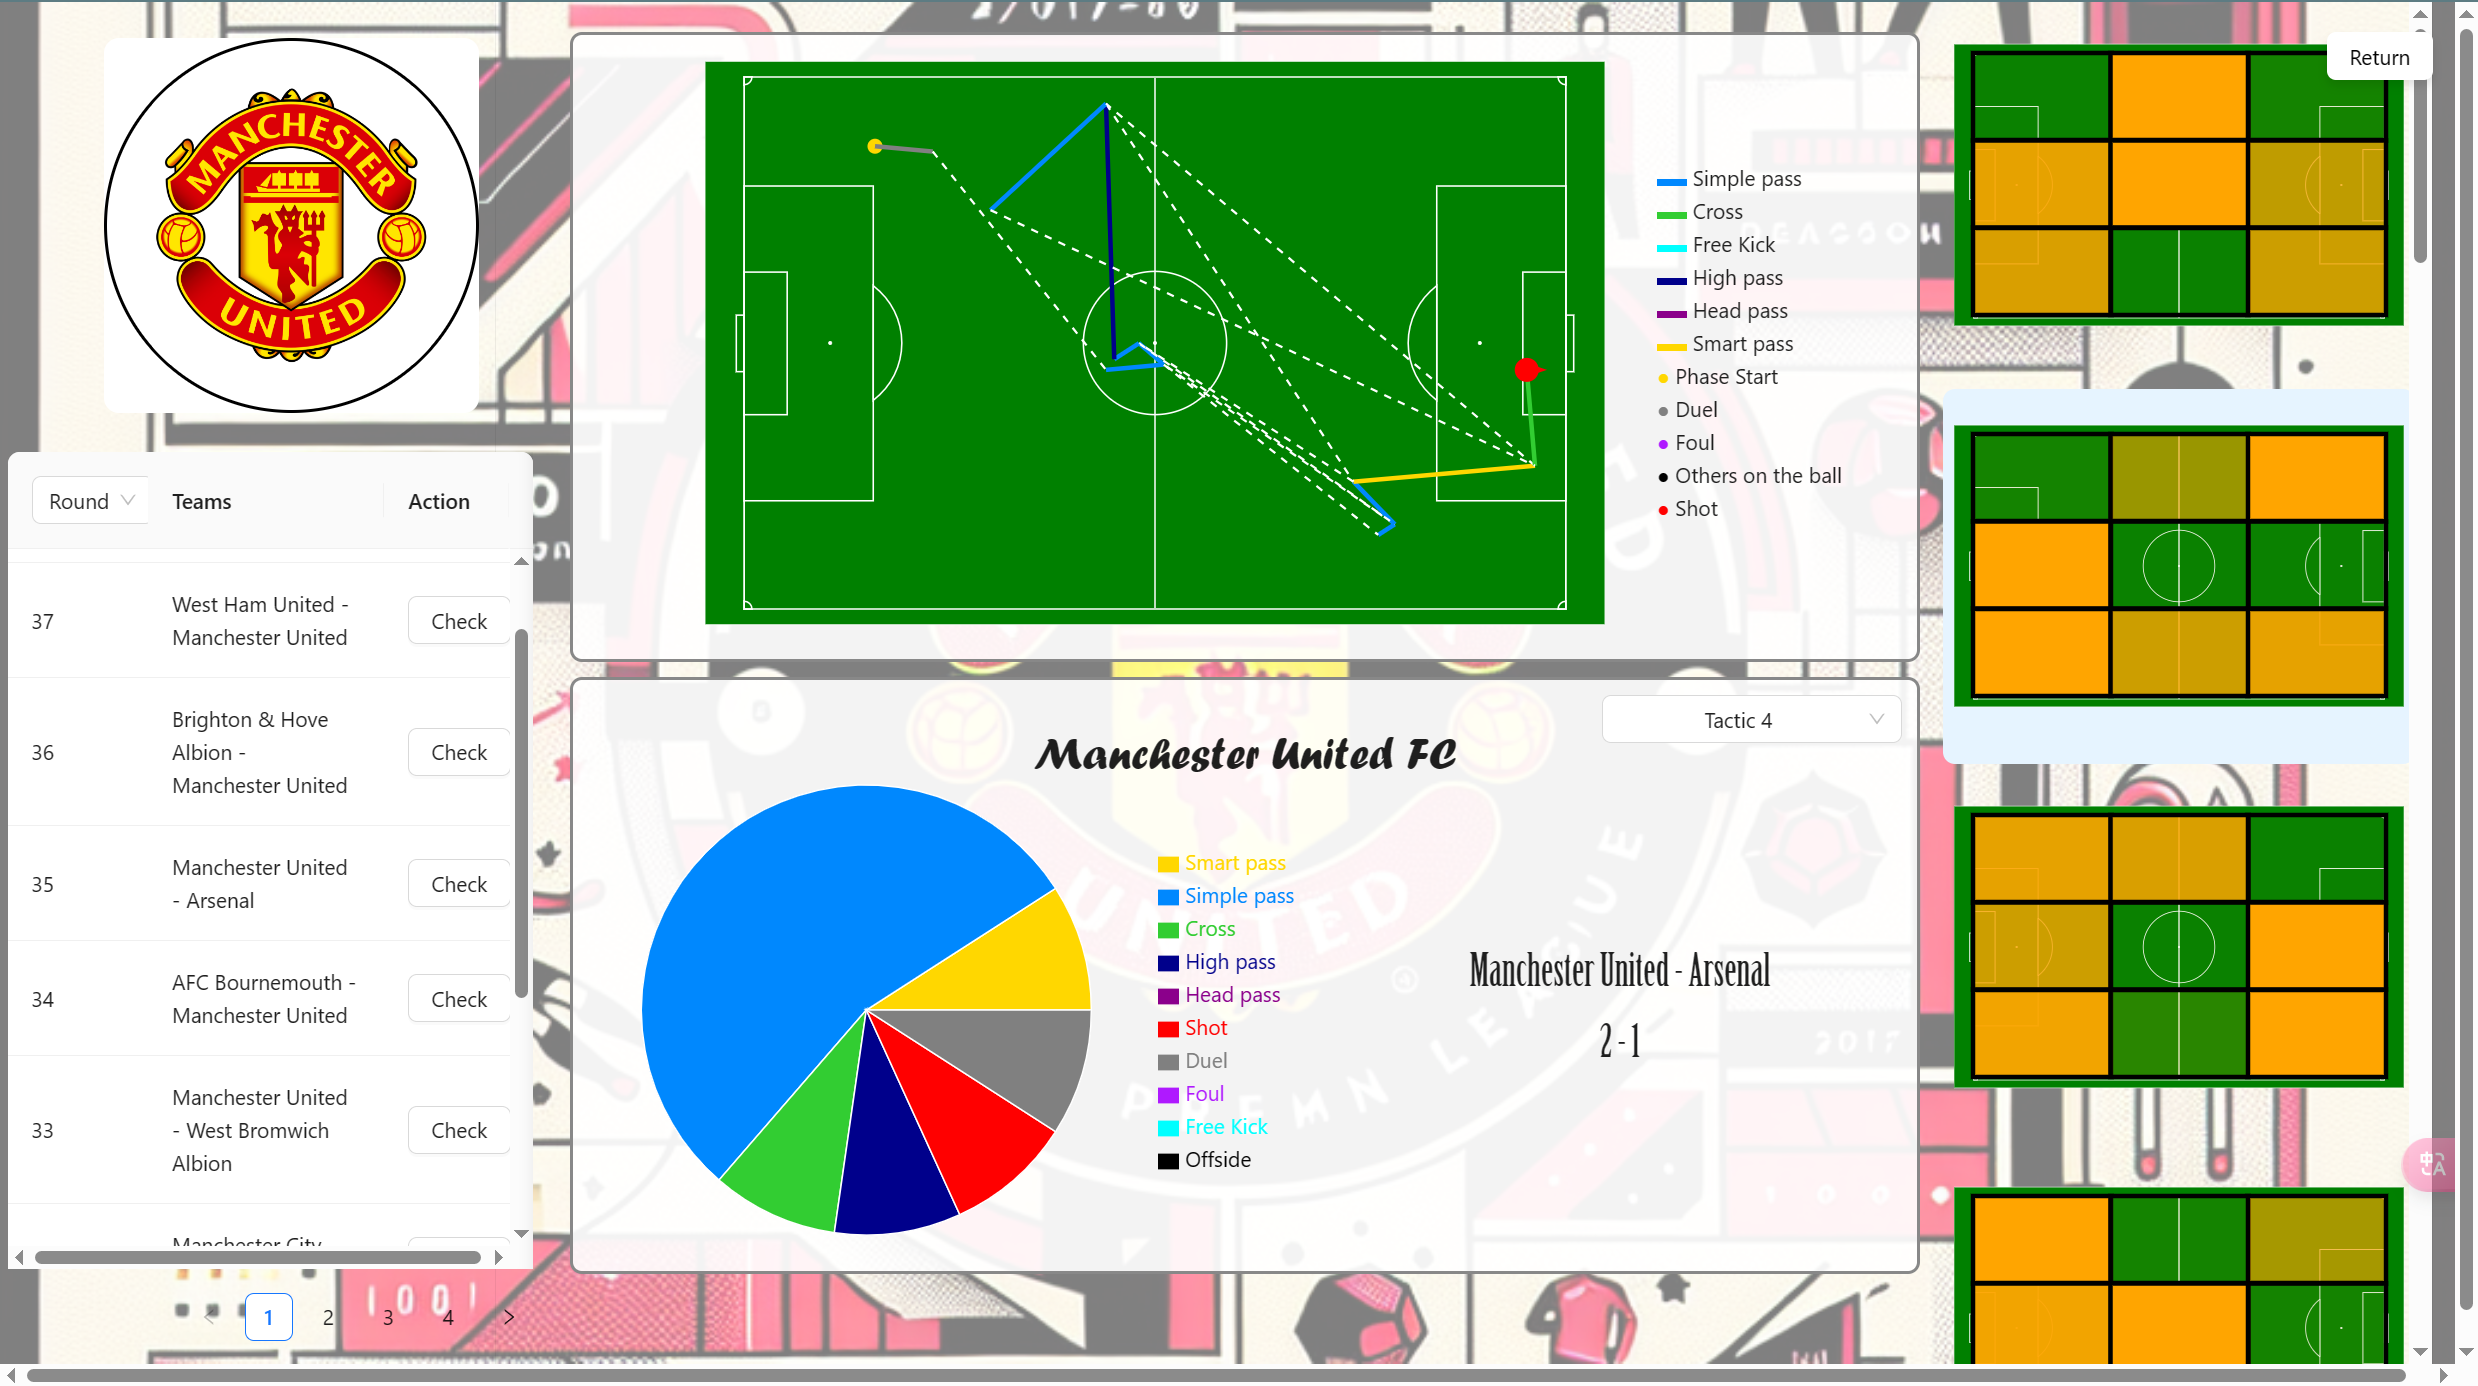 Return
MANCHESTER
UNITED
Simple pass
Cross
Free Kick
High pass
Head pass
Smart pass
Phase Start
Duel
Foul
Others on the ball
Shot
Round
Teams
Action
37
West Ham United -
Manchester United
Check
36
Brighton & Hove
Albion -
Manchester United
Check
35
Manchester United
- Arsenal
Check
34
AFC Bournemouth -
Manchester United
Check
33
Manchester United
- West Bromwich
Albion
Check
Manchester City
1
2
3
4
Tactic 4
Manchester United FC
Smart pass
Simple pass
Cross
High pass
Head pass
Shot
Duel
Foul
Free Kick
Offside
Manchester United - Arsenal
2 - 1
UNITED